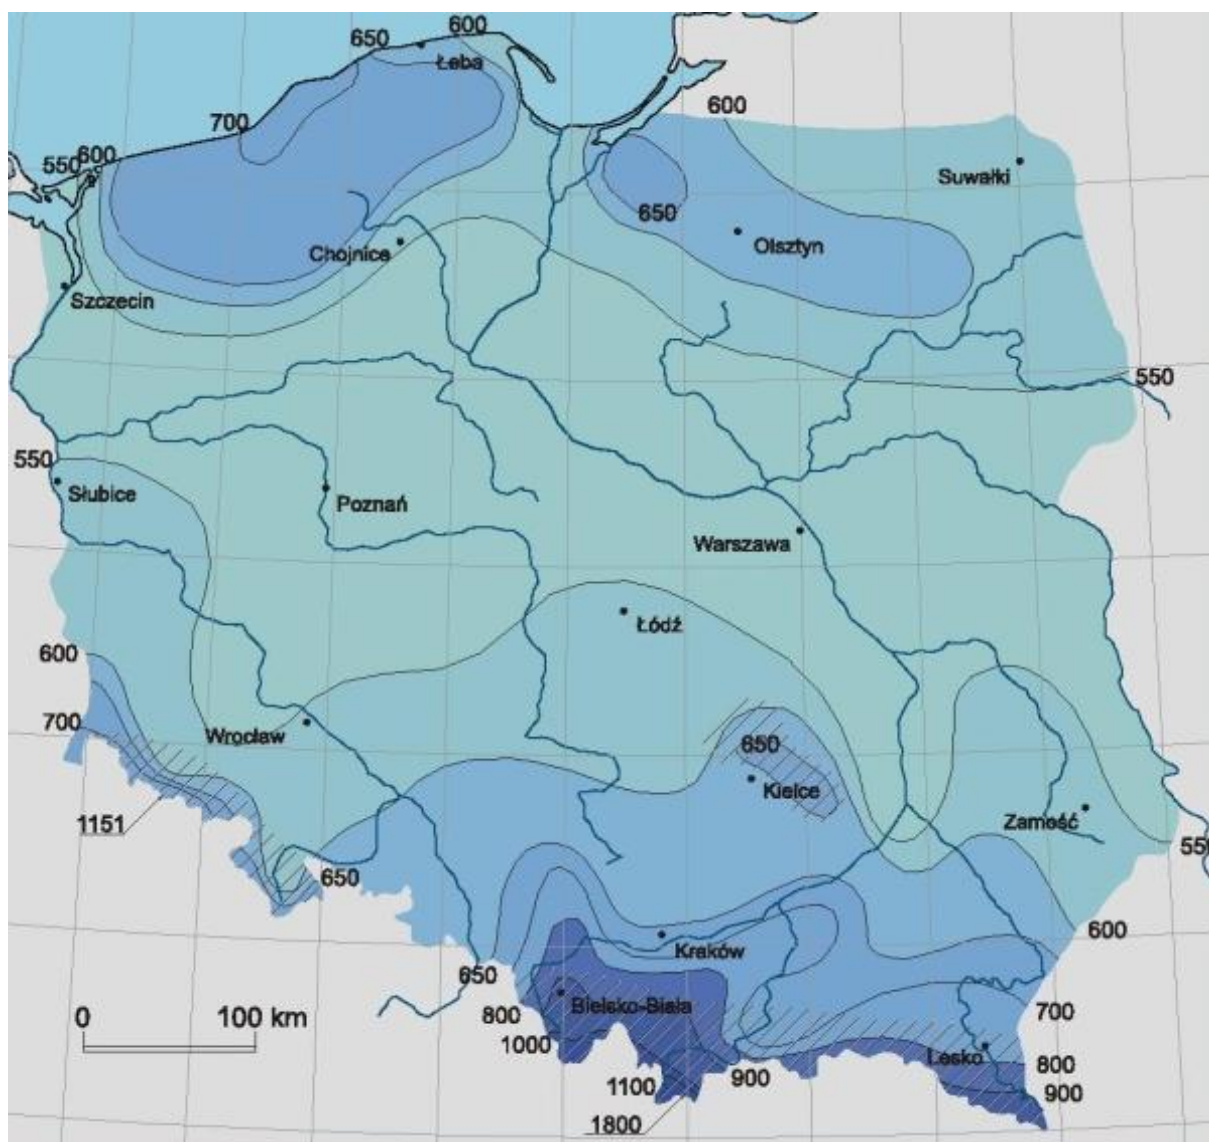 600
650
Łeba
700
600
550 600
Suwałki
650
Chojnice
Olsztyn
Szczecin
550
550
Słubice
Poznań
Warszawa
Łódź
600
700
Wrocław
650
Kielce
1151
Zamość
550
650
600
Kraków
650
Bielsko-Biała
800
700
0 100 km
1000
Lesko
800
900
1100
900
1800